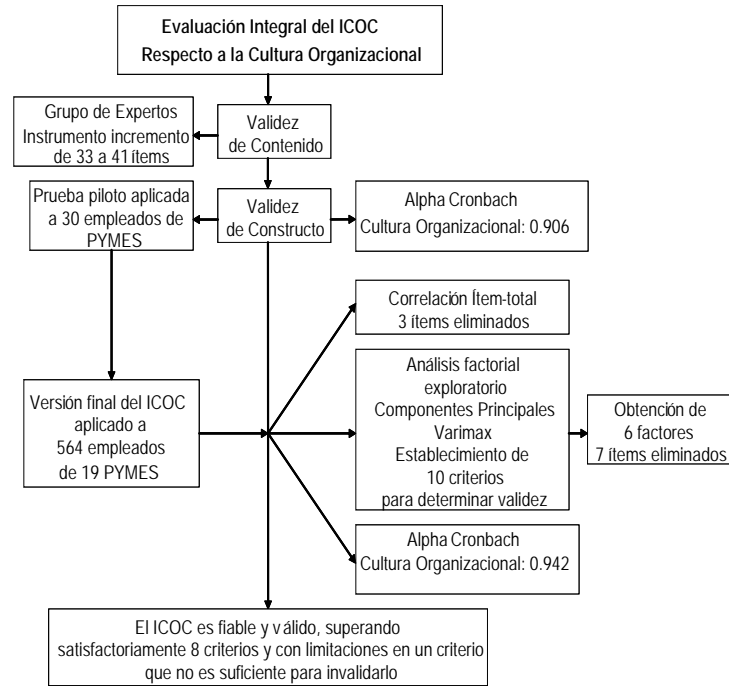 Evaluación Integral del ICOC
Respecto a la Cultura Organizacional
Grupo de Expertos
Instrumento incremento
de 33 a 41 ítems
Validez
de Contenido
Prueba piloto aplicada
a 30 empleados de
PYMES
Validez
de Constructo
Alpha Cronbach
Cultura Organizacional: 0.906
Correlación Ítem-total
3 ítems eliminados
Versión final del ICOC
aplicado a
564 empleados
de 19 PYMES
Análisis factorial
exploratorio
Componentes Principales
Varimax
Establecimiento de
10 criterios
para determinar validez
Obtención de
6 factores
7 ítems eliminados
Alpha Cronbach
Cultura Organizacional: 0.942
El ICOC es fiable y válido, superando
satisfactoriamente 8 criterios y con limitaciones en un criterio
que no es suficiente para invalidarlo